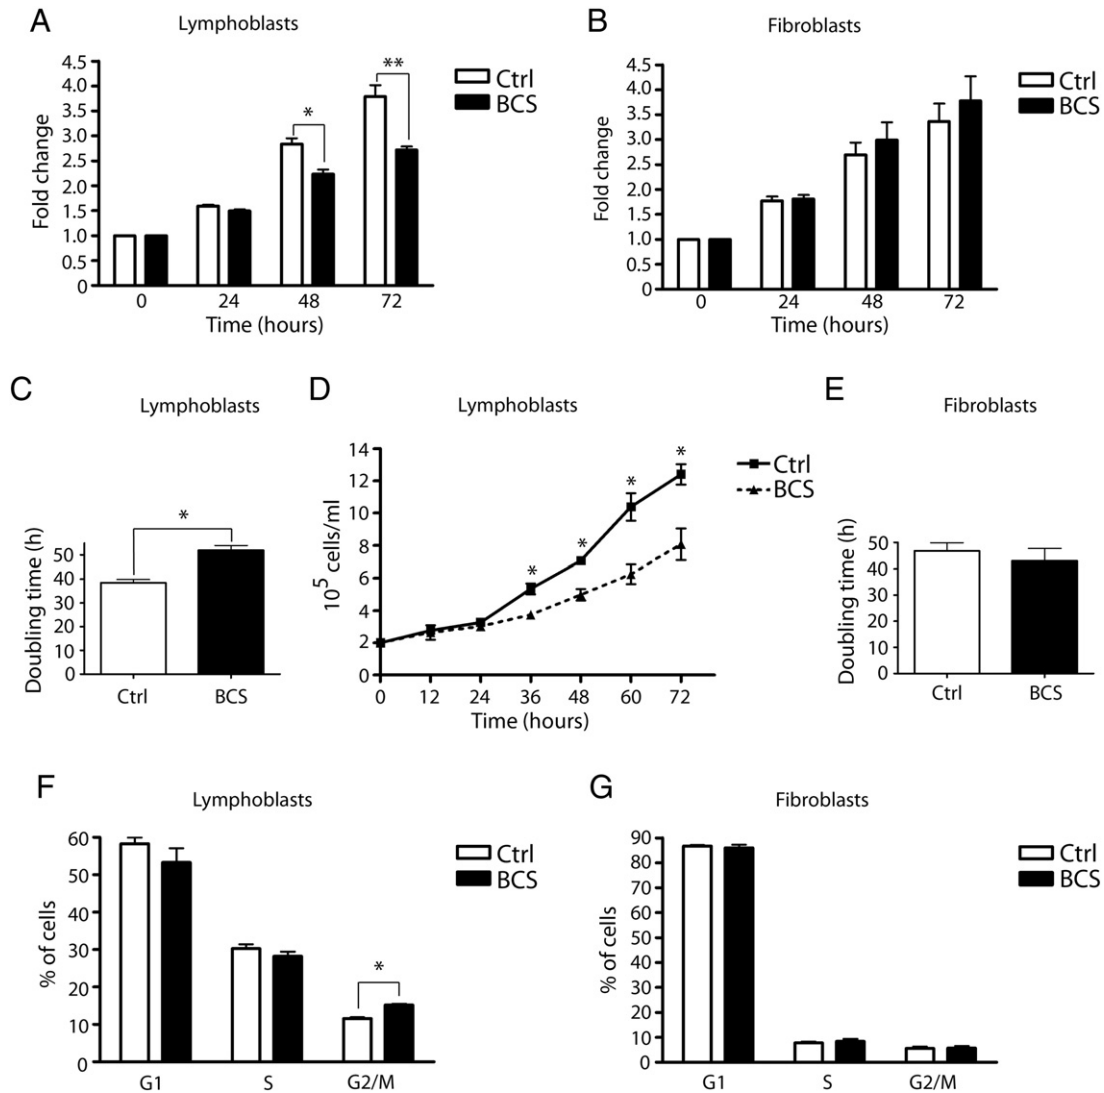 A
Lymphoblasts
4.5
4.0
3.5
3.0
2.5
2.0
1.5
1.0
0.5
0
Fold change
*
**
Ctrl
BCS
0 24 48 72
Time (hours)
B
Fibroblasts
4.5
4.0
3.5
3.0
2.5
2.0
1.5
1.0
0.5
0
Fold change
Ctrl
BCS
0 24 48 72
Time (hours)
C
Lymphoblasts
50
40
30
20
10
0
Doubling time (h)
*
Ctrl BCS
D
Lymphoblasts
14
12
10
8
6
4
2
0
10⁵ cells/ml
* * * *
Ctrl
BCS
0 12 24 36 48 60 72
Time (hours)
E
Fibroblasts
50
40
30
20
10
0
Doubling time (h)
Ctrl BCS
F
Lymphoblasts
60
50
40
30
20
10
0
% of cells
*
Ctrl
BCS
G1 S G2/M
G
Fibroblasts
90
80
70
60
50
40
30
20
10
0
% of cells
Ctrl
BCS
G1 S G2/M